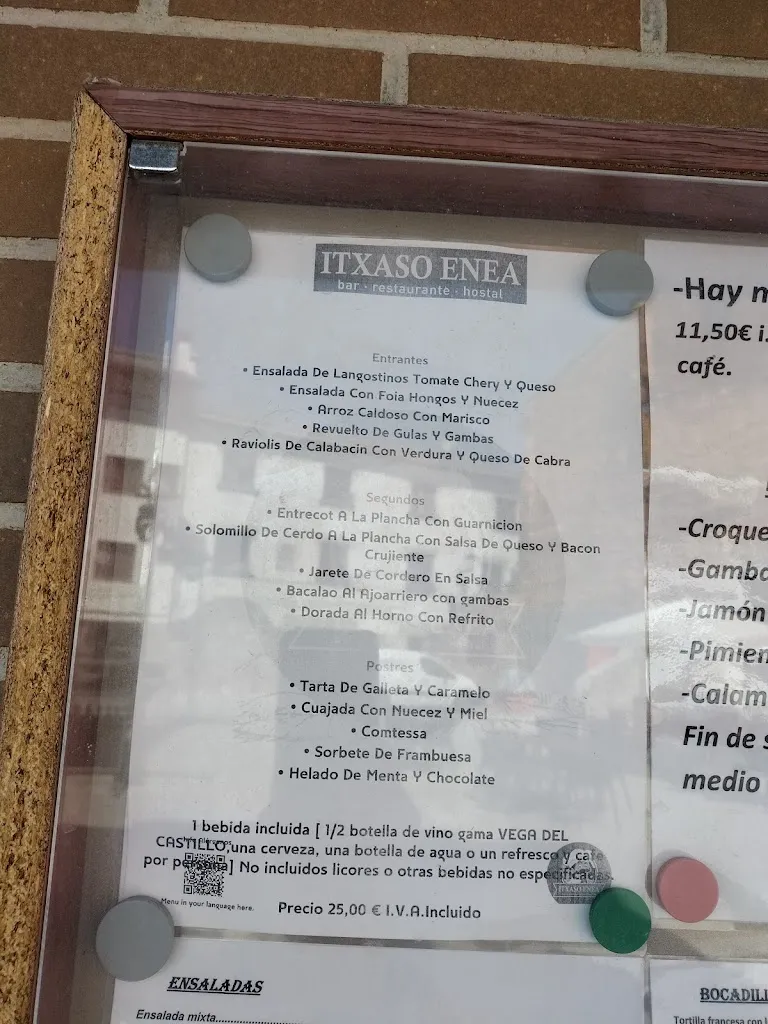 ITXASO ENEA
bar · restaurante · hostal
Entrantes
• Ensalada De Langostinos Tomate Chery Y Queso
• Ensalada Con Foia Hongos Y Nuecez
• Arroz Caldoso Con Marisco
• Revuelto De Gulas Y Gambas
• Raviolis De Calabacin Con Verdura Y Queso De Cabra
Segundos
• Entrecot A La Plancha Con Guarnicion
• Solomillo De Cerdo A La Plancha Con Salsa De Queso Y Bacon
Crujiente
• Jarete De Cordero En Salsa
• Bacalao Al Ajoarriero con gambas
• Dorada Al Horno Con Refrito
Postres
• Tarta De Galleta Y Caramelo
• Cuajada Con Nuecez Y Miel
• Comtessa
• Sorbete De Frambuesa
• Helado De Menta Y Chocolate
1 bebida incluida [ 1/2 botella de vino gama VEGA DEL
CASTILLO,una cerveza, una botella de agua o un refresco y cafe
por persona] No incluidos licores o otras bebidas no especificadas.
Menu in your language here.
ITXASO ENEA
Precio 25,00 € I.V.A.Incluido
-Hay m
11,50€ i.
café.
-Croque
-Gamba
-Jamón
-Pimien
-Calam
Fin de s
medio
ENSALADAS
Ensalada mixta....................
BOCADILL
Tortilla francesa con